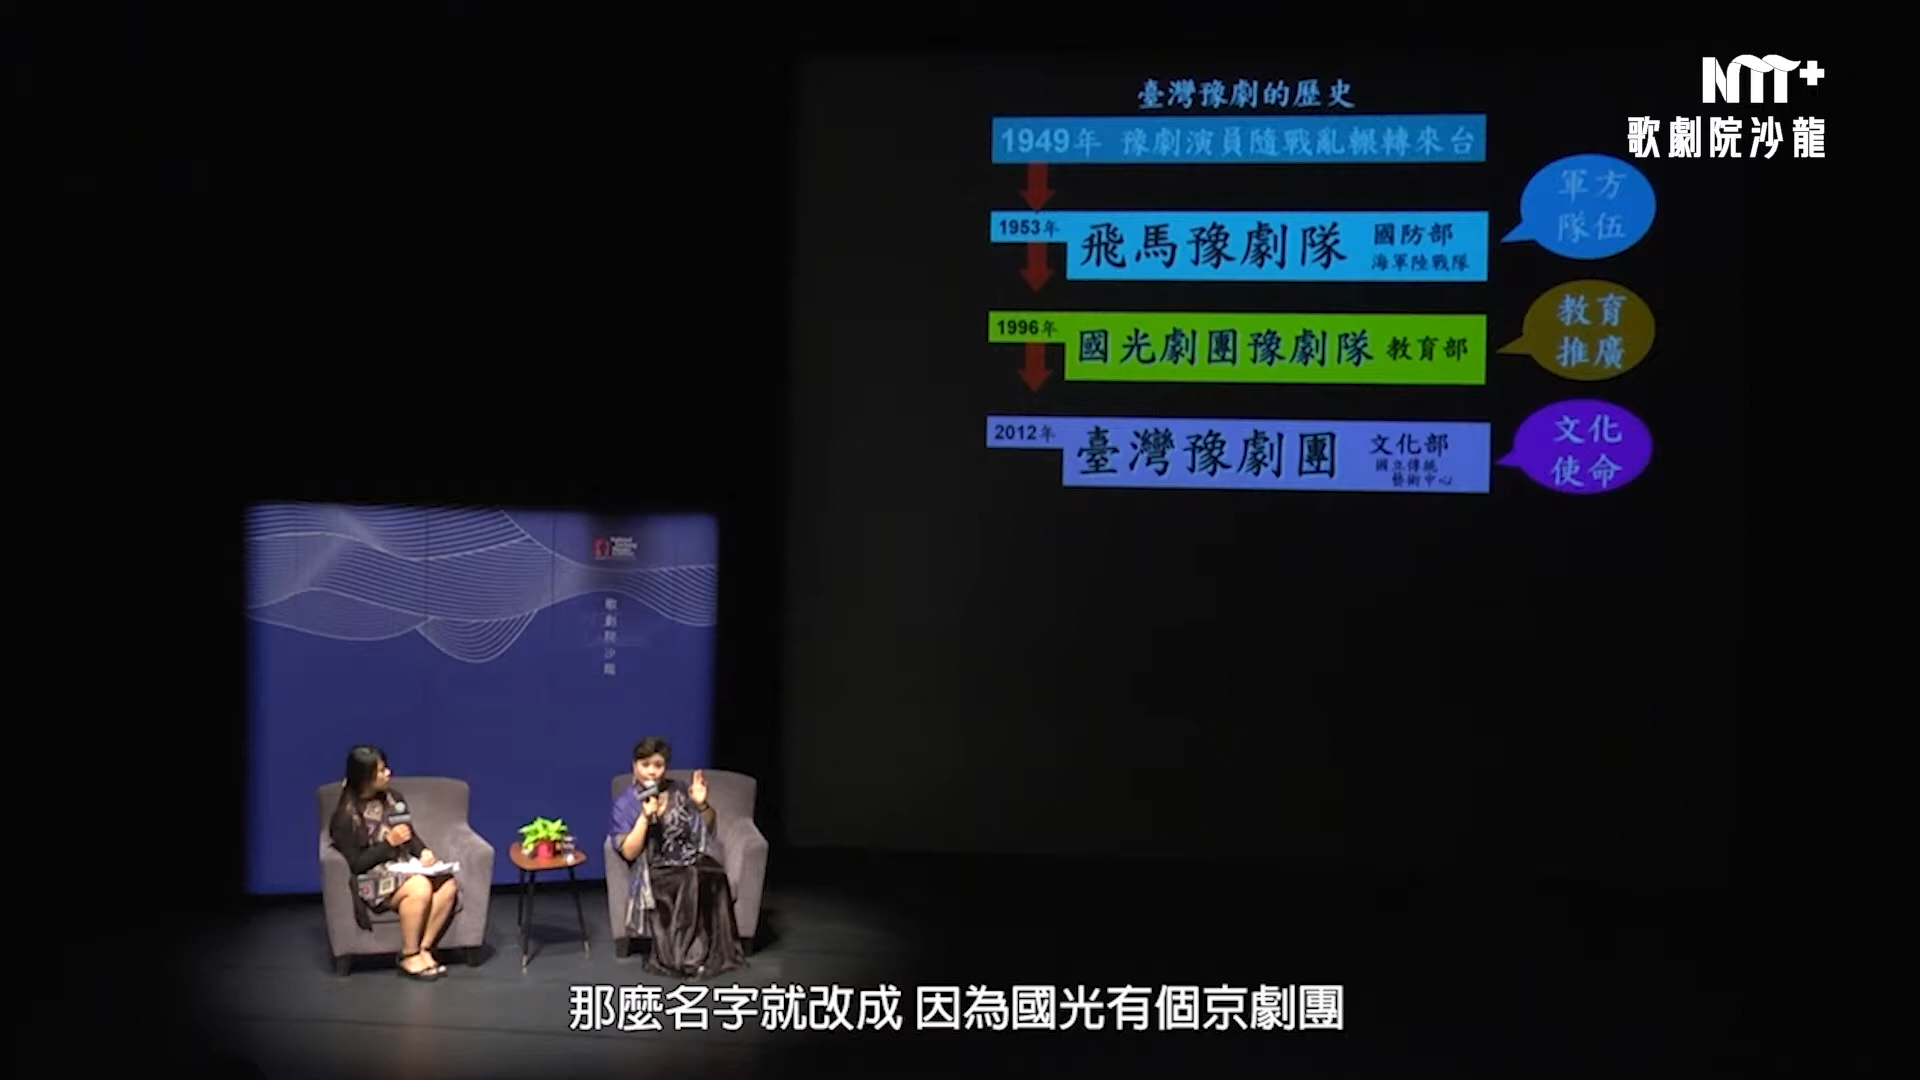 NTT+
歌劇院沙龍
臺灣豫劇的歷史
1949年 豫劇演員隨戰亂輾轉來台
軍方
隊伍
1953年
飛馬豫劇隊 國防部
海軍陸戰隊
教育
推廣
1996年
國光劇團豫劇隊 教育部
文化
使命
2012年
臺灣豫劇團 文化部
國立傳統
藝術中心
National
Taichung
Theater
歌劇院沙龍
那麼名字就改成 因為國光有個京劇團